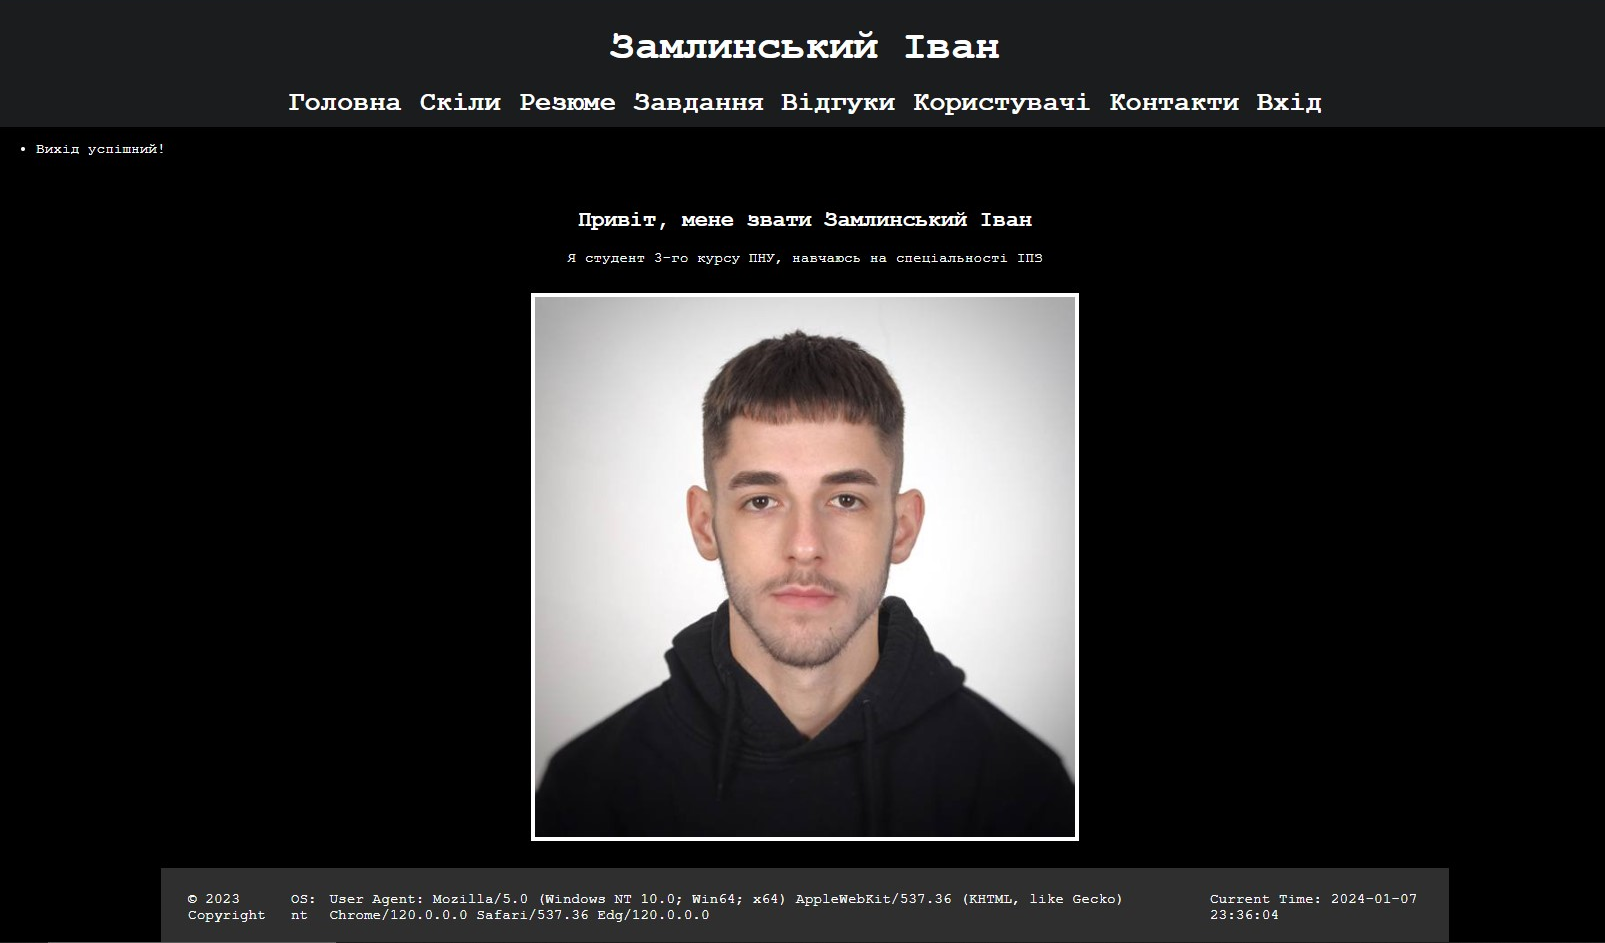 Замлинський Іван
Головна Скіли Резюме Завдання Відгуки Користувачі Контакти Вхід
Вихід успішний!
Привіт, мене звати Замлинський Іван
Я студент 3-го курсу ПНУ, навчаюсь на спеціальності ІПЗ
© 2023 Copyright
OS: nt
User Agent: Mozilla/5.0 (Windows NT 10.0; Win64; x64) AppleWebKit/537.36 (KHTML, like Gecko)
Chrome/120.0.0.0 Safari/537.36 Edg/120.0.0.0
Current Time: 2024-01-07
23:36:04